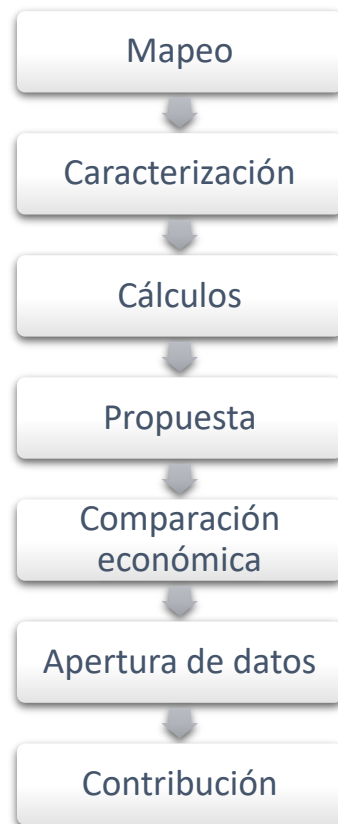 Mapeo
Caracterización
Cálculos
Propuesta
Comparación
económica
Apertura de datos
Contribución